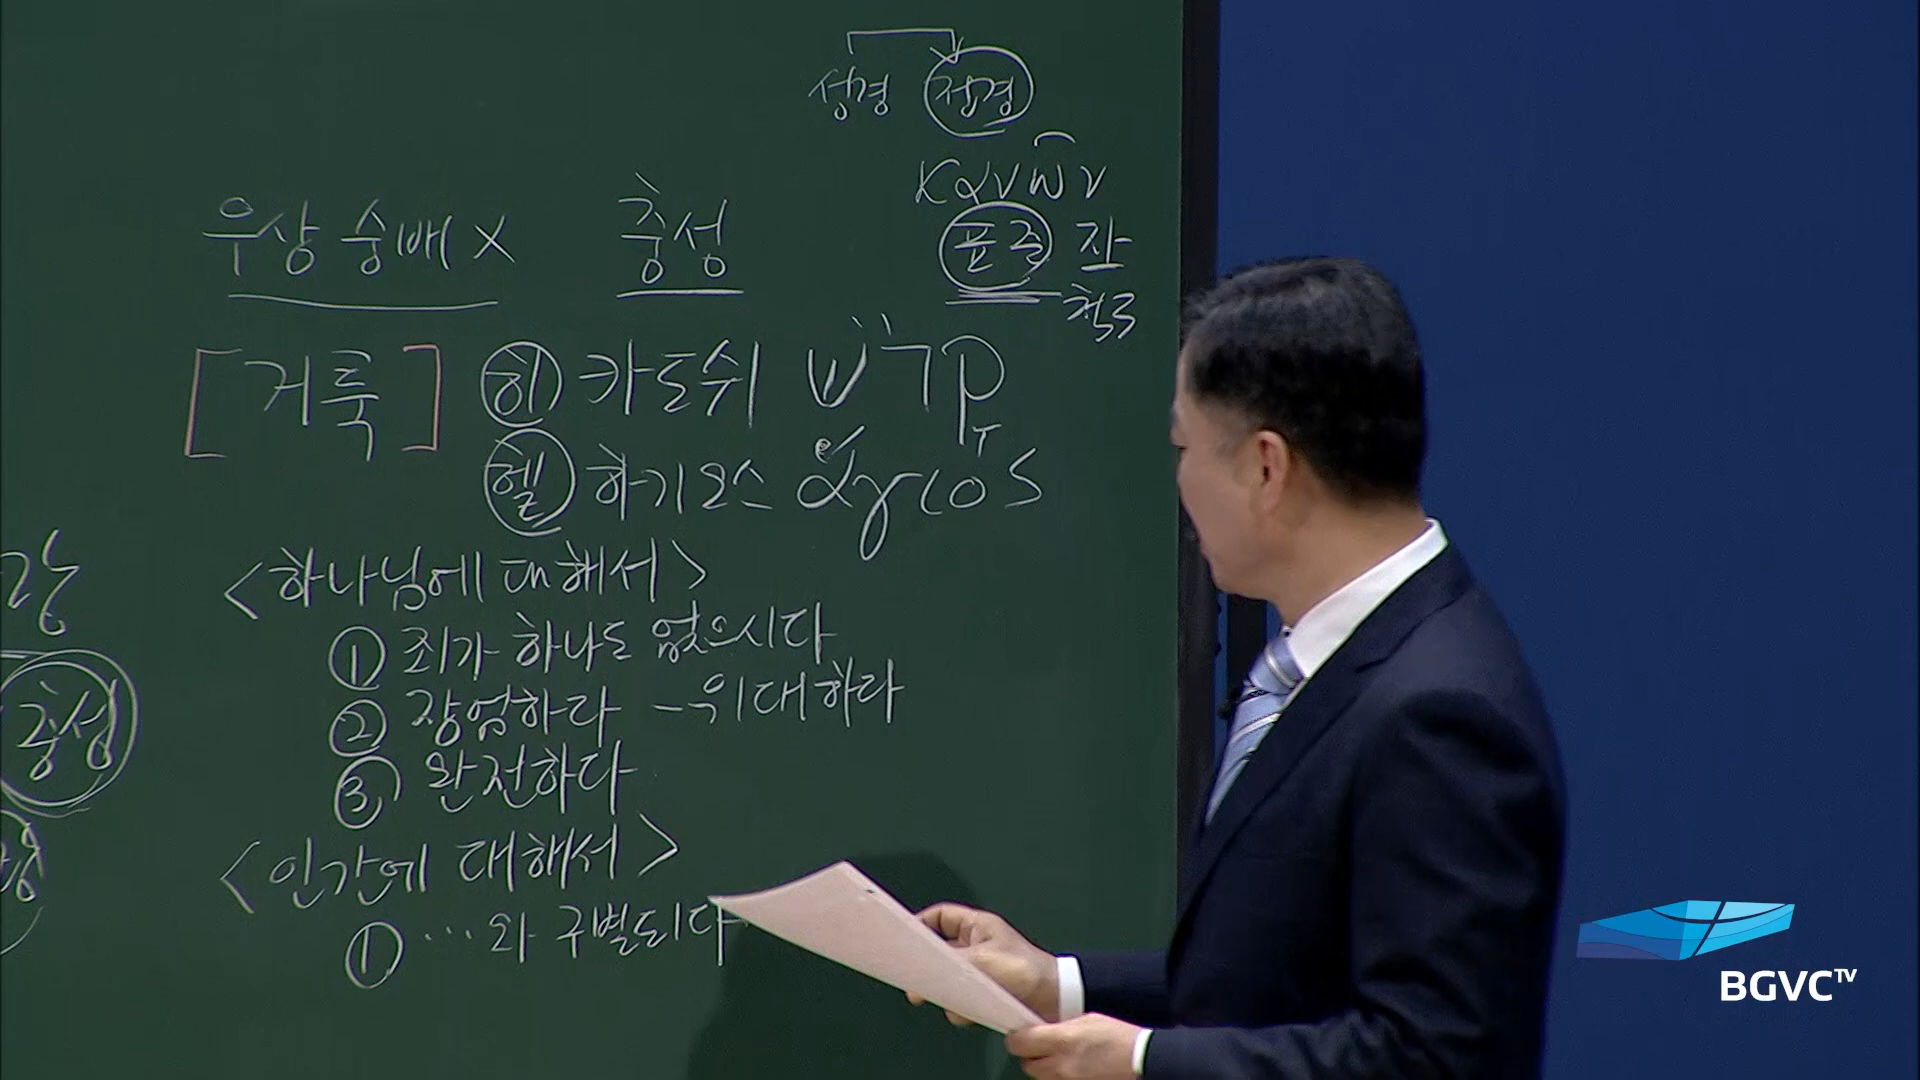 성경 정경
κανών
우상숭배 X 충성 표준 자
척도
[거룩] 히 카도쉬 קָדוֹשׁ
헬 하기오스 ἅγιος
<하나님에 대해서>
① 죄가 하나도 없으시다
② 장엄하다 - 위대하다
③ 완전하다
충성
<인간에 대해서>
① …와 구별되다
BGVC TV